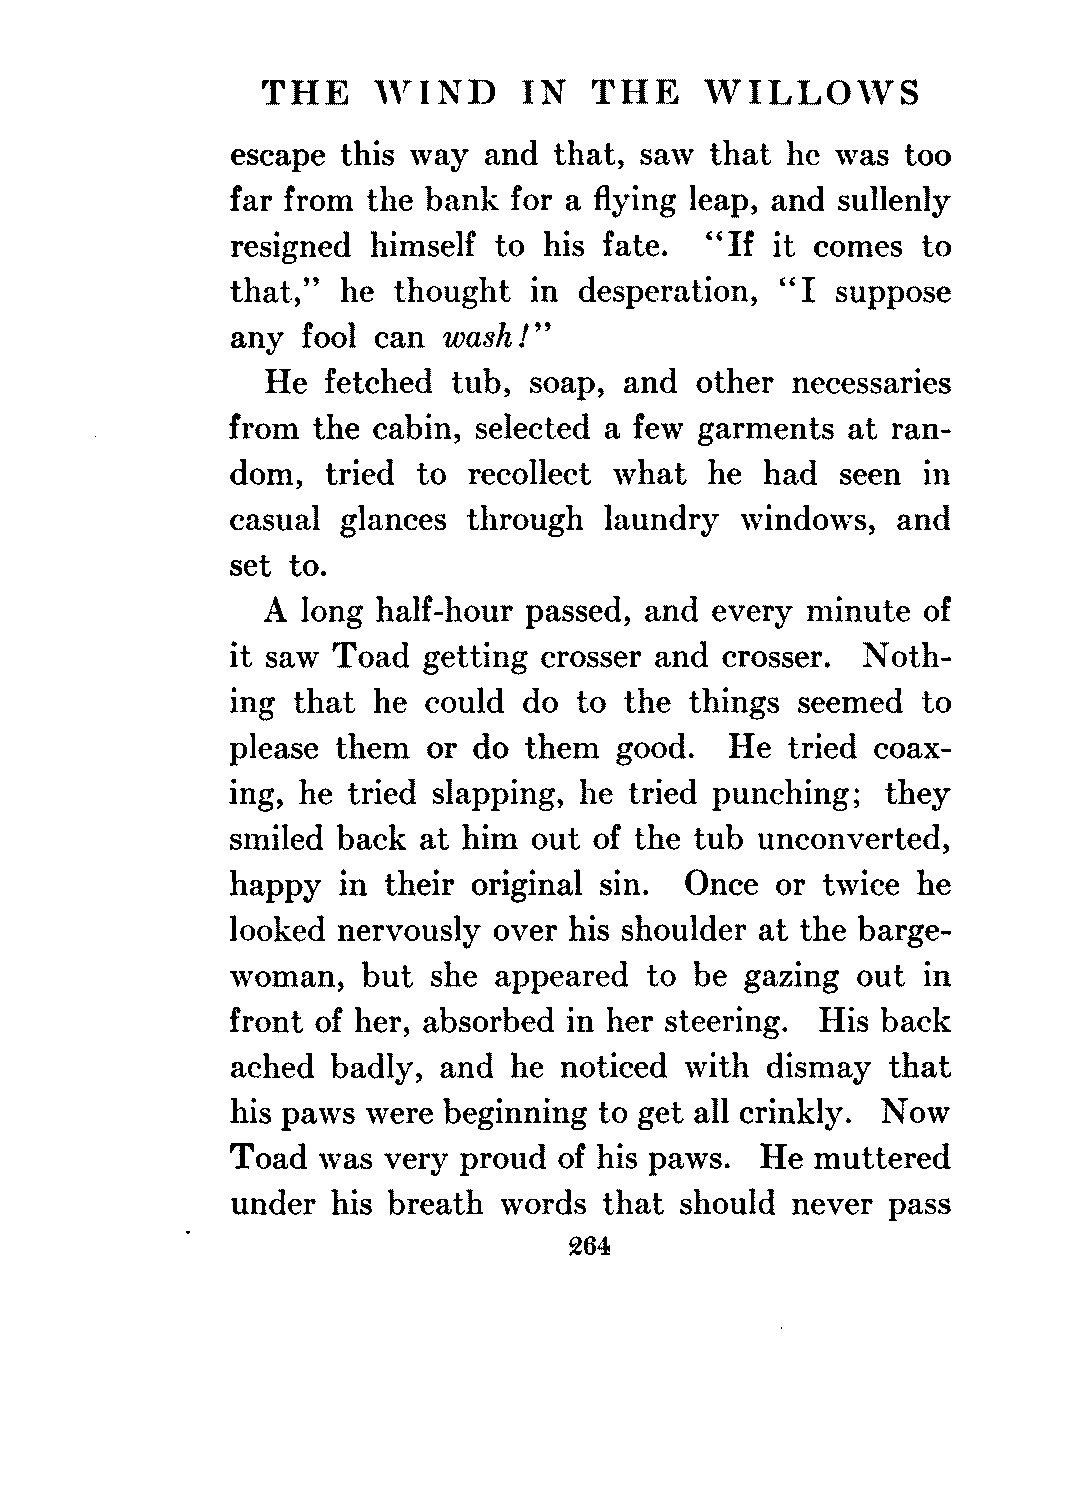 THE WIND IN THE WILLOWS
escape this way and that, saw that he was too
far from the bank for a flying leap, and sullenly
resigned himself to his fate. "If it comes to
that," he thought in desperation, "I suppose
any fool can wash!"
He fetched tub, soap, and other necessaries
from the cabin, selected a few garments at ran-
dom, tried to recollect what he had seen in
casual glances through laundry windows, and
set to.
A long half-hour passed, and every minute of
it saw Toad getting crosser and crosser. Noth-
ing that he could do to the things seemed to
please them or do them good. He tried coax-
ing, he tried slapping, he tried punching; they
smiled back at him out of the tub unconverted,
happy in their original sin. Once or twice he
looked nervously over his shoulder at the barge-
woman, but she appeared to be gazing out in
front of her, absorbed in her steering. His back
ached badly, and he noticed with dismay that
his paws were beginning to get all crinkly. Now
Toad was very proud of his paws. He muttered
under his breath words that should never pass
264